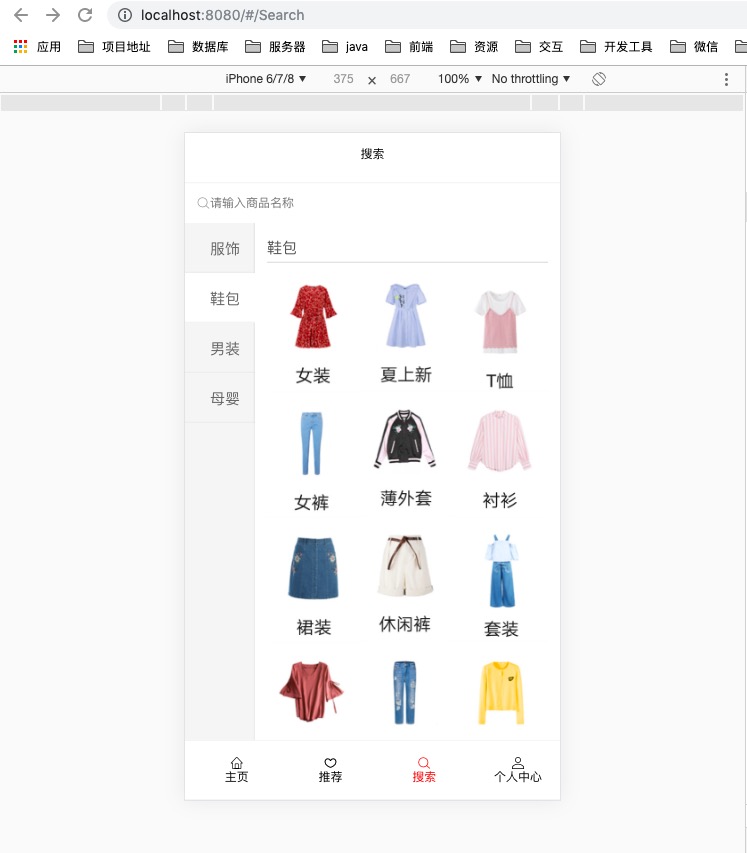 localhost:8080/#/Search
应用 项目地址 数据库 服务器 java 前端 资源 交互 开发工具 微信
iPhone 6/7/8 ▼ 375 × 667 100% ▼ No throttling ▼
搜索
请输入商品名称
服饰
鞋包
男装
母婴
鞋包
女装 夏上新 T恤
女裤 薄外套 衬衫
裙装 休闲裤 套装
主页 推荐 搜索 个人中心